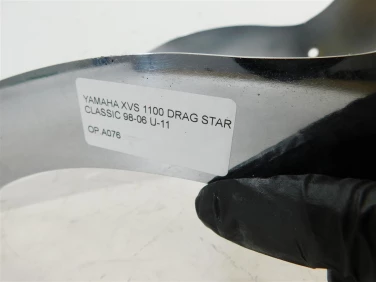 YAMAHA XVS 1100 DRAG STAR
CLASSIC 98-06 U-11
OP.A076